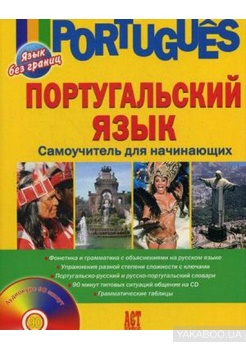 PORTUGUÊS
Язык
без границ
ПОРТУГАЛЬСКИЙ
ЯЗЫК
Самоучитель для начинающих
• Фонетика и грамматика с объяснениями на русском языке
• Упражнения разной степени сложности с ключами
• Португальско-русский и русско-португальский словари
• 90 минут типовых ситуаций общения на CD
• Грамматические таблицы
АСТ
YAKABOO.UA